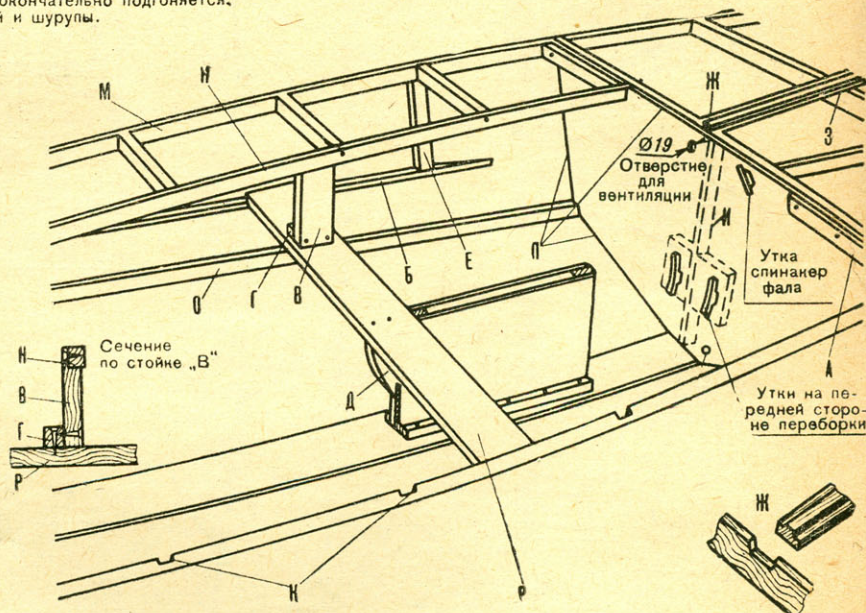 окончательно подгоняется.
й и шурупы.
М
Н
Ж
З
Ø19
Отверстие
для
вентиляции
И
Утка
спинакер
фала
О
Г
В
Б
Е
П
А
Сечение
по стойке „В"
Н
В
Г
Р
Д
Утки на пе-
редней сторо-
не переборки
К
Р
Ж